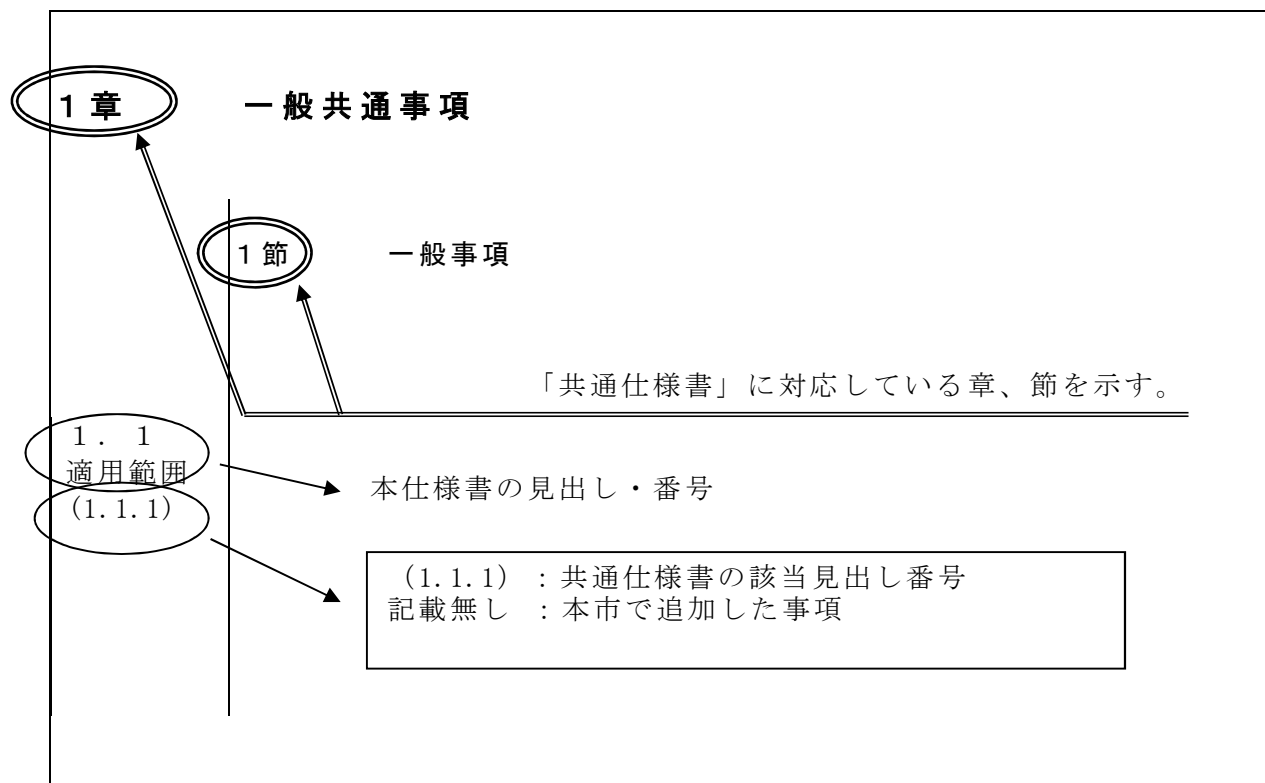 1章 一般共通事項
1節 一般事項
「共通仕様書」に対応している章、節を示す。
1. 1
適用範囲
(1.1.1)
本仕様書の見出し・番号
(1.1.1) :共通仕様書の該当見出し番号
記載無し :本市で追加した事項